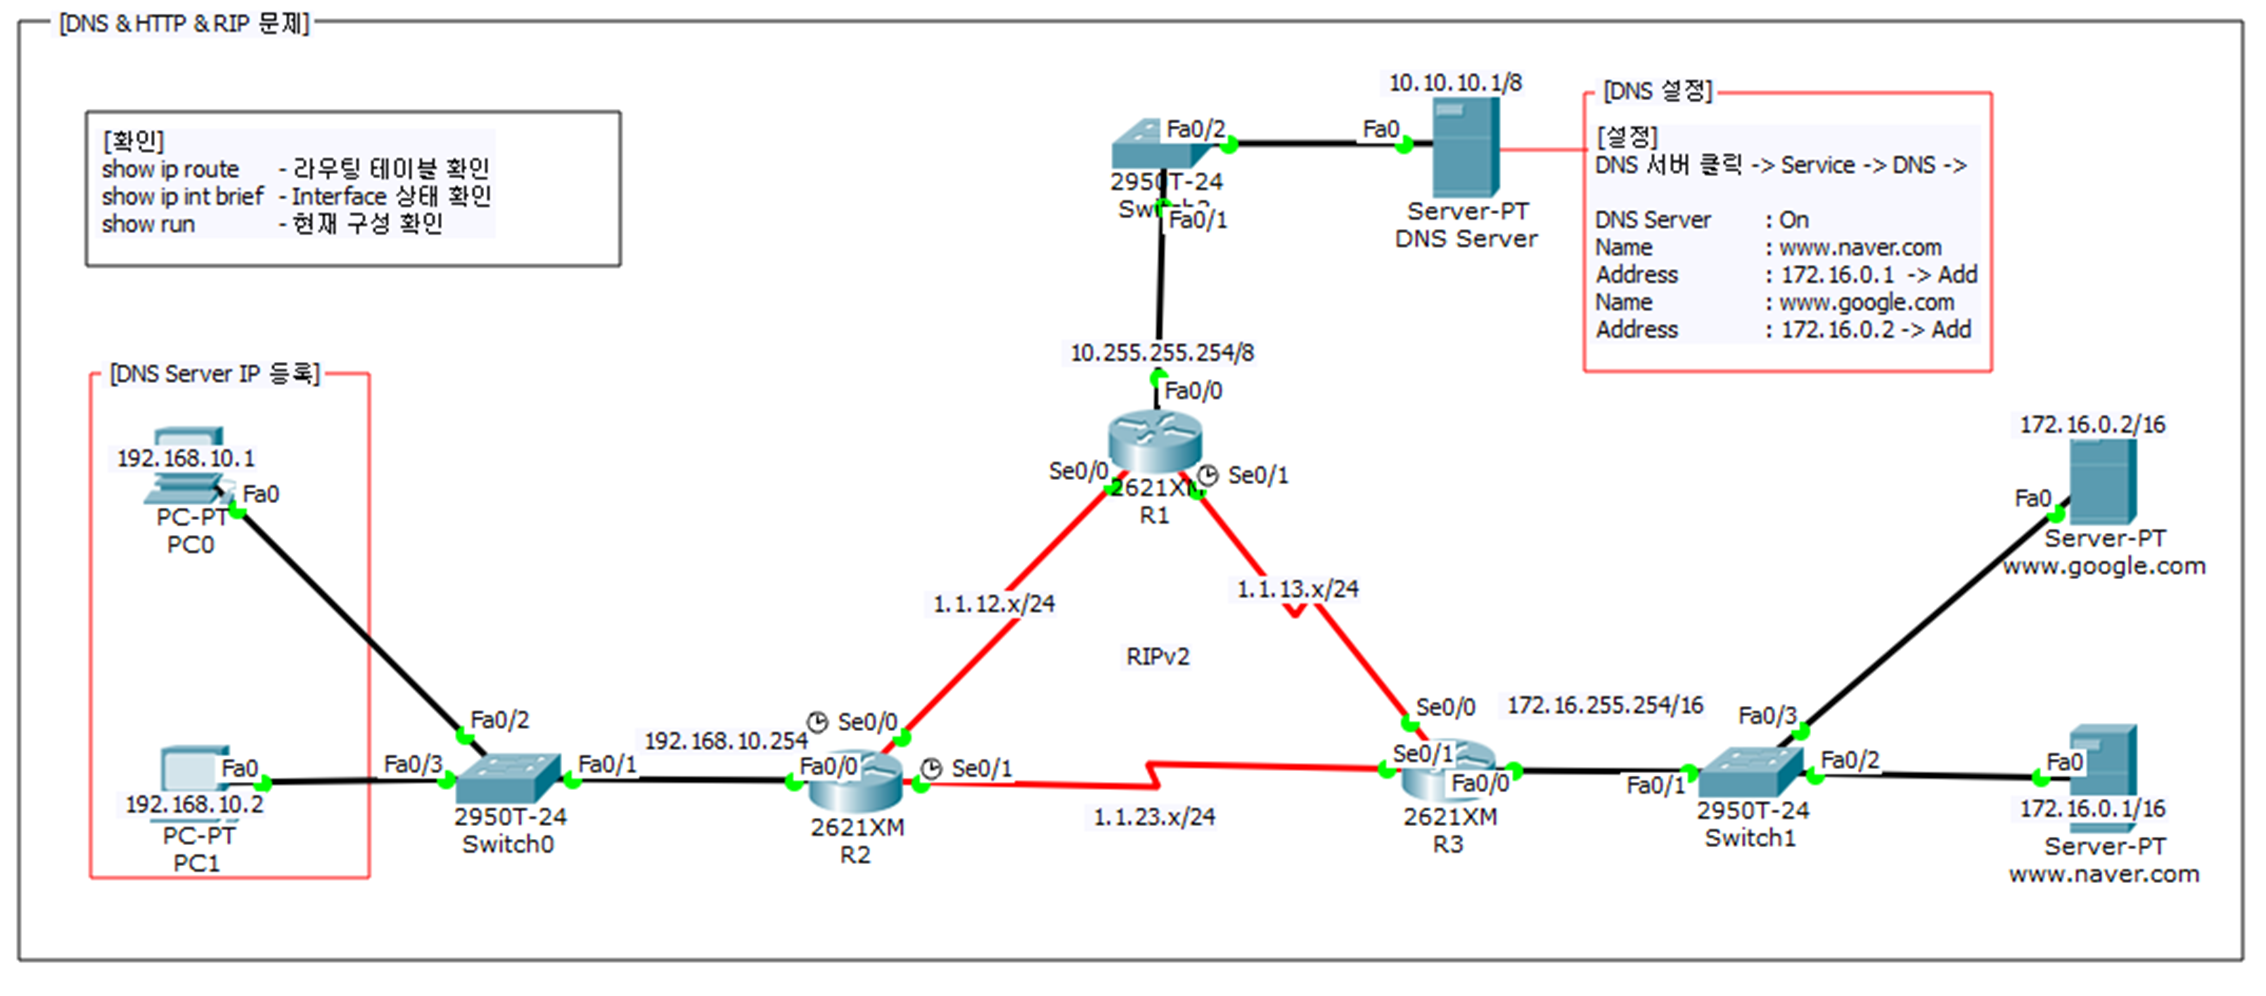 [DNS & HTTP & RIP 문제]
[확인]
show ip route - 라우팅 테이블 확인
show ip int brief - Interface 상태 확인
show run - 현재 구성 확인
10.10.10.1/8
Fa0/2
Fa0
2950T-24
Fa0/1
Server-PT
DNS Server
[DNS 설정]
[설정]
DNS 서버 클릭 -> Service -> DNS ->
DNS Server : On
Name : www.naver.com
Address : 172.16.0.1 -> Add
Name : www.google.com
Address : 172.16.0.2 -> Add
10.255.255.254/8
Fa0/0
Se0/0
Se0/1
2621XM
R1
[DNS Server IP 등록]
192.168.10.1
Fa0
PC-PT
PC0
Fa0
192.168.10.2
PC-PT
PC1
Fa0/2
Fa0/3
Fa0/1
2950T-24
Switch0
192.168.10.254
Se0/0
Fa0/0
Se0/1
2621XM
R2
1.1.12.x/24
1.1.13.x/24
RIPv2
1.1.23.x/24
Se0/0
Se0/1
Fa0/0
2621XM
R3
172.16.255.254/16
Fa0/3
Fa0/1
Fa0/2
2950T-24
Switch1
172.16.0.2/16
Fa0
Server-PT
www.google.com
Fa0
172.16.0.1/16
Server-PT
www.naver.com